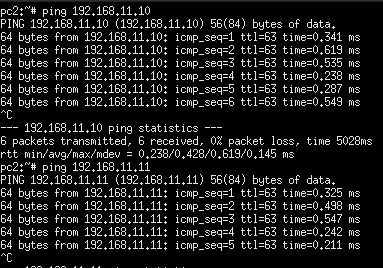 pc2:~# ping 192.168.11.10
PING 192.168.11.10 (192.168.11.10) 56(84) bytes of data.
64 bytes from 192.168.11.10: icmp_seq=1 ttl=63 time=0.341 ms
64 bytes from 192.168.11.10: icmp_seq=2 ttl=63 time=0.619 ms
64 bytes from 192.168.11.10: icmp_seq=3 ttl=63 time=0.535 ms
64 bytes from 192.168.11.10: icmp_seq=4 ttl=63 time=0.238 ms
64 bytes from 192.168.11.10: icmp_seq=5 ttl=63 time=0.287 ms
64 bytes from 192.168.11.10: icmp_seq=6 ttl=63 time=0.549 ms
^C
--- 192.168.11.10 ping statistics ---
6 packets transmitted, 6 received, 0% packet loss, time 5028ms
rtt min/avg/max/mdev = 0.238/0.428/0.619/0.145 ms
pc2:~# ping 192.168.11.11
PING 192.168.11.11 (192.168.11.11) 56(84) bytes of data.
64 bytes from 192.168.11.11: icmp_seq=1 ttl=63 time=0.325 ms
64 bytes from 192.168.11.11: icmp_seq=2 ttl=63 time=0.498 ms
64 bytes from 192.168.11.11: icmp_seq=3 ttl=63 time=0.547 ms
64 bytes from 192.168.11.11: icmp_seq=4 ttl=63 time=0.242 ms
64 bytes from 192.168.11.11: icmp_seq=5 ttl=63 time=0.211 ms
^C